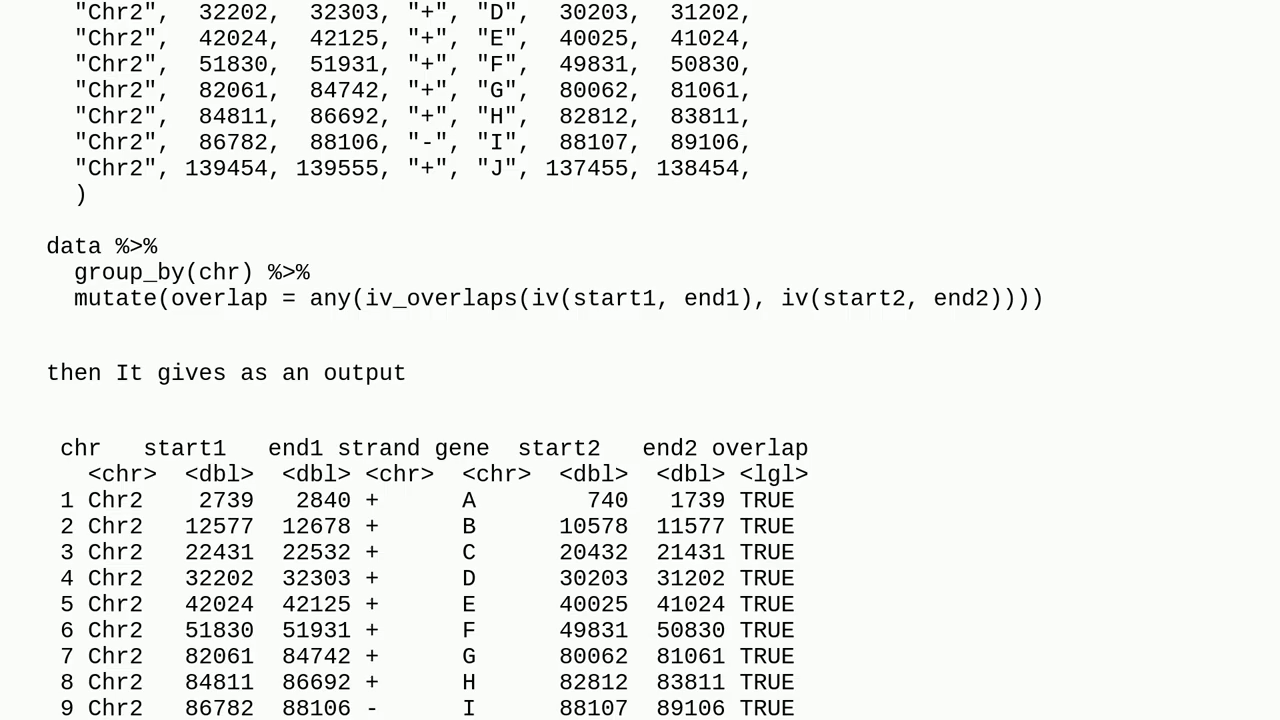 "Chr2",  32202,  32303, "+", "D",  30203,  31202,
"Chr2",  42024,  42125, "+", "E",  40025,  41024,
"Chr2",  51830,  51931, "+", "F",  49831,  50830,
"Chr2",  82061,  84742, "+", "G",  80062,  81061,
"Chr2",  84811,  86692, "+", "H",  82812,  83811,
"Chr2",  86782,  88106, "-", "I",  88107,  89106,
"Chr2", 139454, 139555, "+", "J", 137455, 138454,
)
data %>%
group_by(chr) %>%
mutate(overlap = any(iv_overlaps(iv(start1, end1), iv(start2, end2))))
then It gives as an output
chr   start1   end1 strand gene  start2   end2 overlap
<chr>  <dbl>  <dbl> <chr>  <chr>  <dbl>  <dbl> <lgl>
1 Chr2    2739   2840 +      A        740   1739 TRUE
2 Chr2   12577  12678 +      B      10578  11577 TRUE
3 Chr2   22431  22532 +      C      20432  21431 TRUE
4 Chr2   32202  32303 +      D      30203  31202 TRUE
5 Chr2   42024  42125 +      E      40025  41024 TRUE
6 Chr2   51830  51931 +      F      49831  50830 TRUE
7 Chr2   82061  84742 +      G      80062  81061 TRUE
8 Chr2   84811  86692 +      H      82812  83811 TRUE
9 Chr2   86782  88106 -      I      88107  89106 TRUE